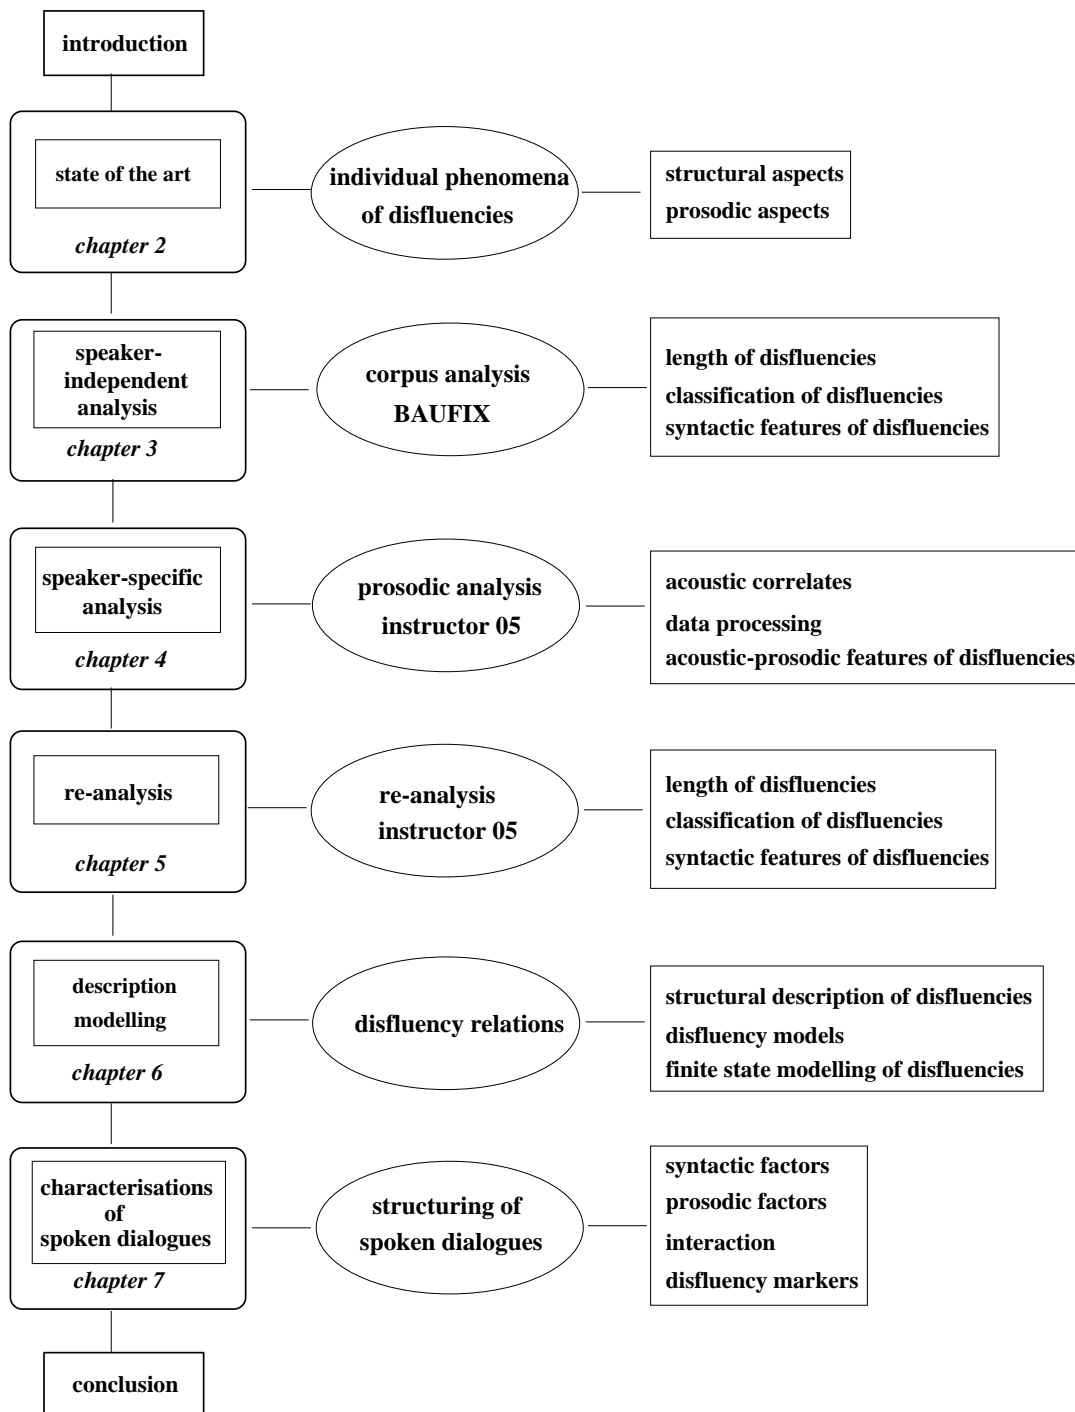 introduction
state of the art
chapter 2
individual phenomena
of disfluencies
structural aspects
prosodic aspects
speaker-
independent
analysis
chapter 3
corpus analysis
BAUFIX
length of disfluencies
classification of disfluencies
syntactic features of disfluencies
speaker-specific
analysis
chapter 4
prosodic analysis
instructor 05
acoustic correlates
data processing
acoustic-prosodic features of disfluencies
re-analysis
chapter 5
re-analysis
instructor 05
length of disfluencies
classification of disfluencies
syntactic features of disfluencies
description
modelling
chapter 6
disfluency relations
structural description of disfluencies
disfluency models
finite state modelling of disfluencies
characterisations
of
spoken dialogues
chapter 7
structuring of
spoken dialogues
syntactic factors
prosodic factors
interaction
disfluency markers
conclusion